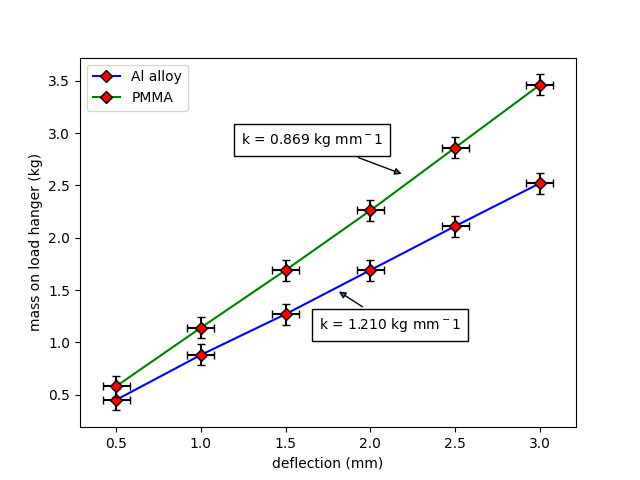 Al alloy
PMMA
k = 0.869 kg mm⁻1
k = 1.210 kg mm⁻1
mass on load hanger (kg)
3.5
3.0
2.5
2.0
1.5
1.0
0.5
0.5 1.0 1.5 2.0 2.5 3.0
deflection (mm)